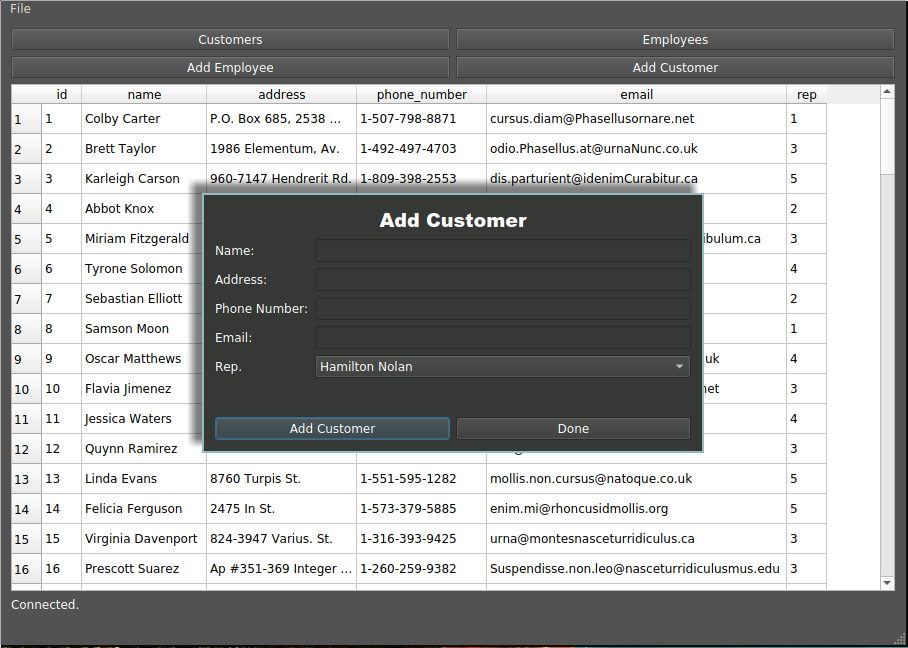 File
Customers Employees
Add Employee Add Customer
id name address phone_number email rep
1 1 Colby Carter P.O. Box 685, 2538 ... 1-507-798-8871 cursus.diam@Phasellusornare.net 1
2 2 Brett Taylor 1986 Elementum, Av. 1-492-497-4703 odio.Phasellus.at@urnaNunc.co.uk 3
3 3 Karleigh Carson 960-7147 Hendrerit Rd. 1-809-398-2553 dis.parturient@idenimCurabitur.ca 5
4 4 Abbot Knox 2
5 5 Miriam Fitzgerald ibulum.ca 3
6 6 Tyrone Solomon 4
7 7 Sebastian Elliott 2
8 8 Samson Moon 1
9 9 Oscar Matthews uk 4
10 10 Flavia Jimenez net 3
11 11 Jessica Waters 4
12 12 Quynn Ramirez 3
13 13 Linda Evans 8760 Turpis St. 1-551-595-1282 mollis.non.cursus@natoque.co.uk 5
14 14 Felicia Ferguson 2475 In St. 1-573-379-5885 enim.mi@rhoncusidmollis.org 5
15 15 Virginia Davenport 824-3947 Varius. St. 1-316-393-9425 urna@montesnasceturridiculus.ca 3
16 16 Prescott Suarez Ap #351-369 Integer ... 1-260-259-9382 Suspendisse.non.leo@nasceturridiculusmus.edu 3
Add Customer
Name:
Address:
Phone Number:
Email:
Rep. Hamilton Nolan
Add Customer Done
Connected.